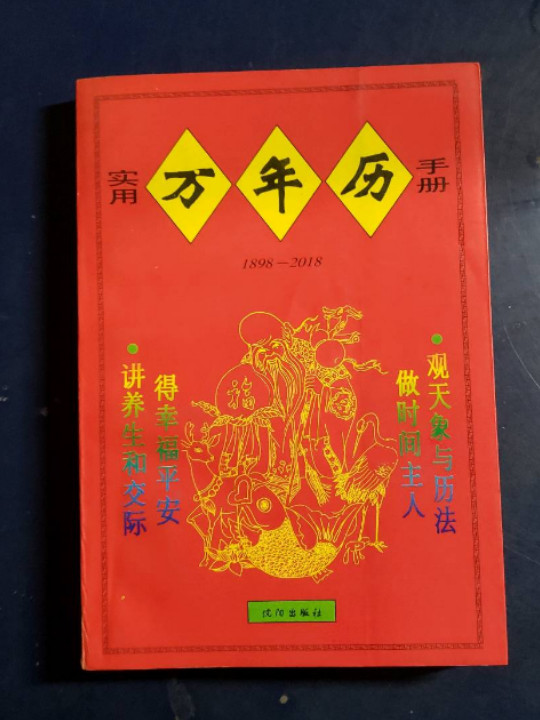 实用
万年历
手册
1898—2018
·观天象与历法
做时间主人
·讲养生和交际
得幸福平安
福
沈阳出版社